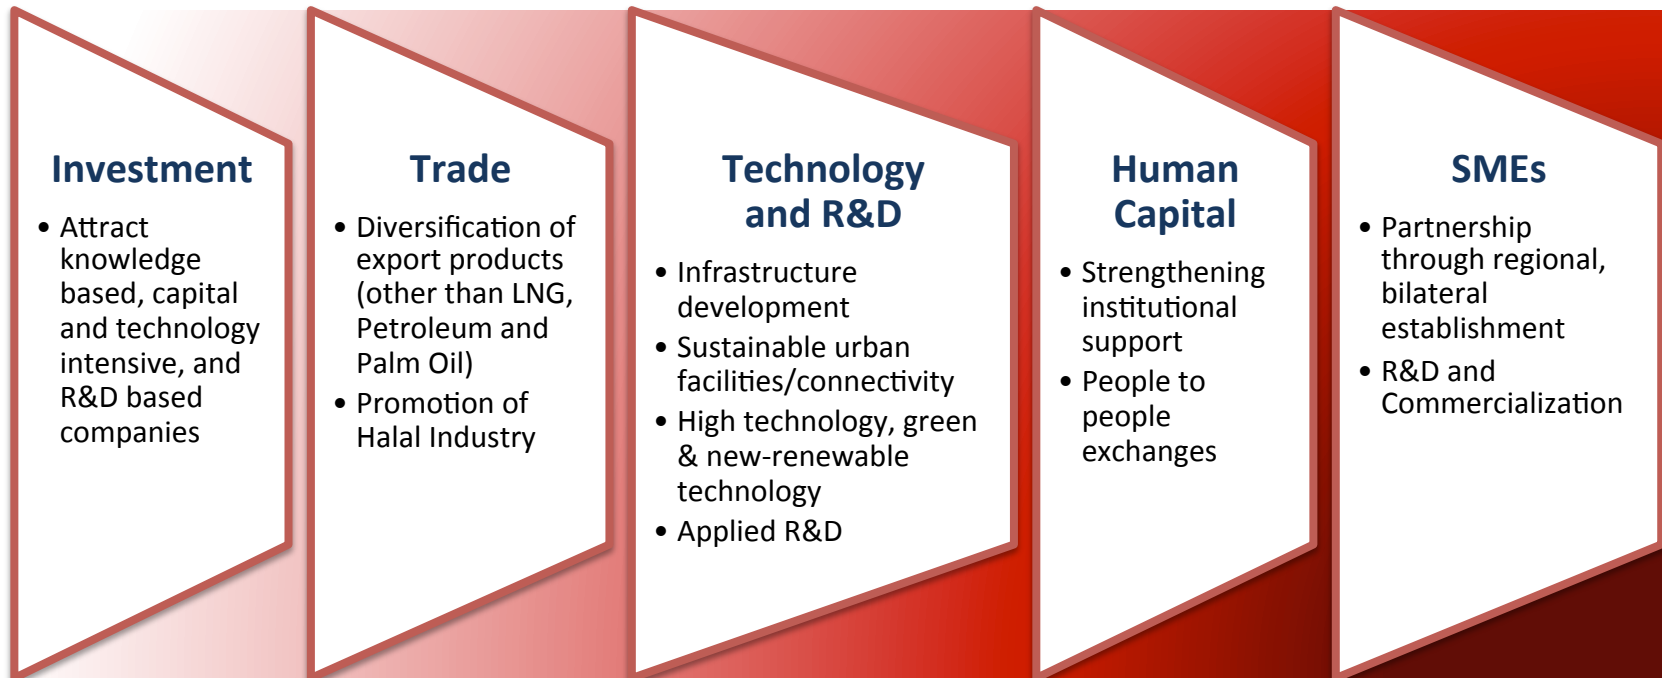 Investment
• Attract
knowledge
based, capital
and technology
intensive, and
R&D based
companies
Trade
• Diversification of
export products
(other than LNG,
Petroleum and
Palm Oil)
• Promotion of
Halal Industry
Technology
and R&D
• Infrastructure
development
• Sustainable urban
facilities/connectivity
• High technology, green
& new-renewable
technology
• Applied R&D
Human
Capital
• Strengthening
institutional
support
• People to
people
exchanges
SMEs
• Partnership
through regional,
bilateral
establishment
• R&D and
Commercialization